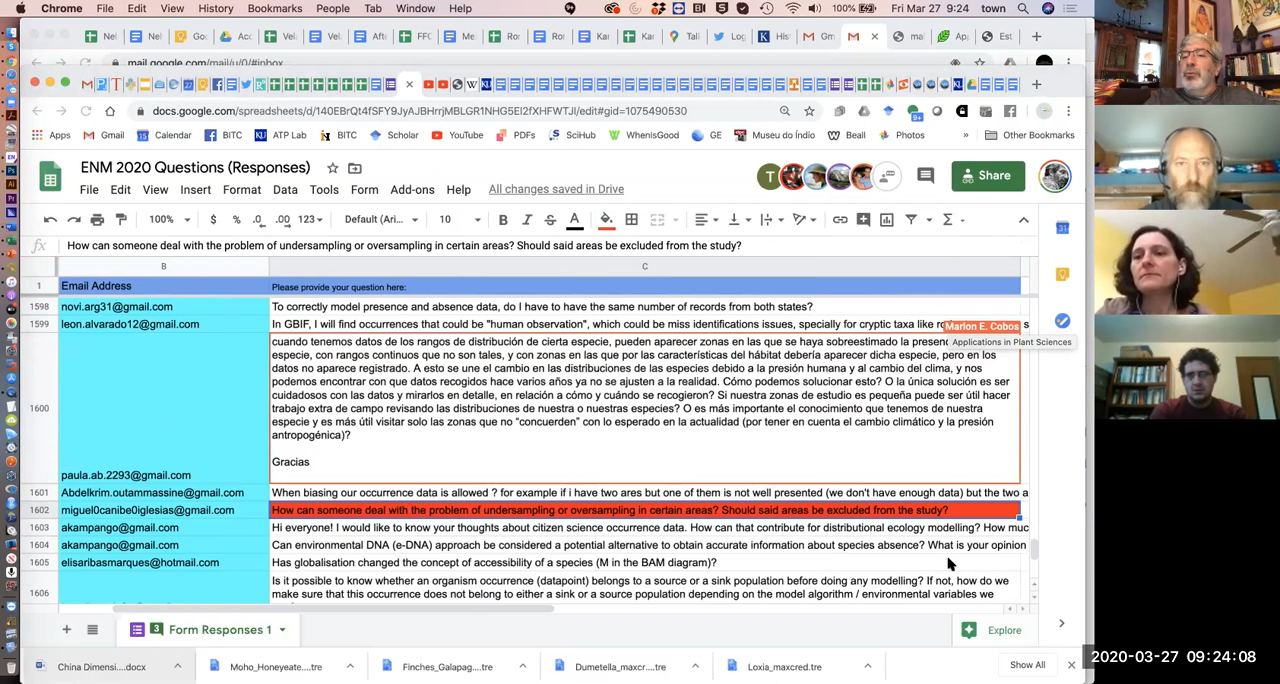 Chrome File Edit View History Bookmarks People Tab Window Help 100% Fri Mar 27 9:24 town
mail.google.com/mail/u/0/#inbox
docs.google.com/spreadsheets/d/140EBrQt4fSFY9JyAJBHrrjMBLGR1NHG5EI2fXHFWTJI/edit#gid=1075490530
Apps Gmail Calendar BITC ATP Lab BITC Scholar YouTube PDFs SciHub WhenIsGood GE Museu do Índio Beall Photos » Other Bookmarks
ENM 2020 Questions (Responses)
File Edit View Insert Format Data Tools Form Add-ons Help All changes saved in Drive
T
Share
100% $ % .0 .00 123 Default (Ari... 10 B I S A
fx How can someone deal with the problem of undersampling or oversampling in certain areas? Should said areas be excluded from the study?
B C
1 Email Address Please provide your question here:
1598 novi.arg31@gmail.com To correctly model presence and absence data, do I have to have the same number of records from both states?
1599 leon.alvarado12@gmail.com In GBIF, I will find occurrences that could be "human observation", which could be miss identifications issues, specially for cryptic taxa like
Marlon E. Cobos
Applications in Plant Sciences
cuando tenemos datos de los rangos de distribución de cierta especie, pueden aparecer zonas en las que se haya sobreestimado la
especie, con rangos continuos que no son tales, y con zonas en las que por las características del hábitat debería aparecer dicha especie, pero en los
datos no aparece registrado. A esto se une el cambio en las distribuciones de las especies debido a la presión humana y al cambio del clima, y nos
podemos encontrar con que datos recogidos hace varios años ya no se ajusten a la realidad. Cómo podemos solucionar esto? O la única solución es ser
cuidadosos con las datos y mirarlos en detalle, en relación a cómo y cuándo se recogieron? Si nuestra zonas de estudio es pequeña puede ser útil hacer
trabajo extra de campo revisando las distribuciones de nuestra o nuestras especies? O es más importante el conocimiento que tenemos de nuestra
especie y es más útil visitar solo las zonas que no "concuerden" con lo esperado en la actualidad (por tener en cuenta el cambio climático y la presión
antropogénica)?
Gracias
1600 paula.ab.2293@gmail.com
1601 Abdelkrim.outammassine@gmail.com When biasing our occurrence data is allowed ? for example if i have two ares but one of them is not well presented (we don't have enough data) but the two a
1602 miguel0canibe0iglesias@gmail.com How can someone deal with the problem of undersampling or oversampling in certain areas? Should said areas be excluded from the study?
1603 akampango@gmail.com Hi everyone! I would like to know your thoughts about citizen science occurrence data. How can that contribute for distributional ecology modelling? How muc
1604 akampango@gmail.com Can environmental DNA (e-DNA) approach be considered a potential alternative to obtain accurate information about species absence? What is your opinion
1605 elisaribasmarques@hotmail.com Has globalisation changed the concept of accessibility of a species (M in the BAM diagram)?
1606 Is it possible to know whether an organism occurrence (datapoint) belongs to a source or a sink population before doing any modelling? If not, how do we
make sure that this occurrence does not belong to either a sink or a source population depending on the model algorithm / environmental variables we
3 Form Responses 1 Explore
China Dimensi....docx Moho_Honeyeate....tre Finches_Galapag....tre Dumetella_maxcr....tre Loxia_maxcred.tre Show All
2020-03-27 09:24:08